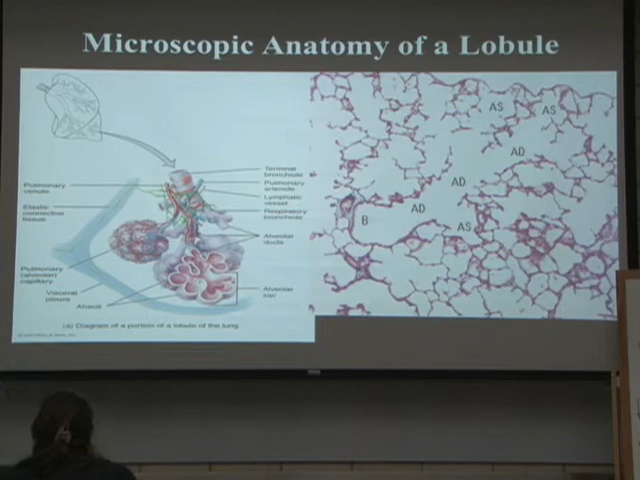 Microscopic Anatomy of a Lobule
Pulmonary
venule
Elastic
connective
tissue
Pulmonary
(alveolar)
capillary
Visceral
pleura
Alveoli
Terminal
bronchiole
Pulmonary
arteriole
Lymphatic
vessel
Respiratory
bronchiole
Alveolar
ducts
Alveolar
sac
(a) Diagram of a portion of a lobule of the lung
AS
AS
AD
AD
AD
B
AS